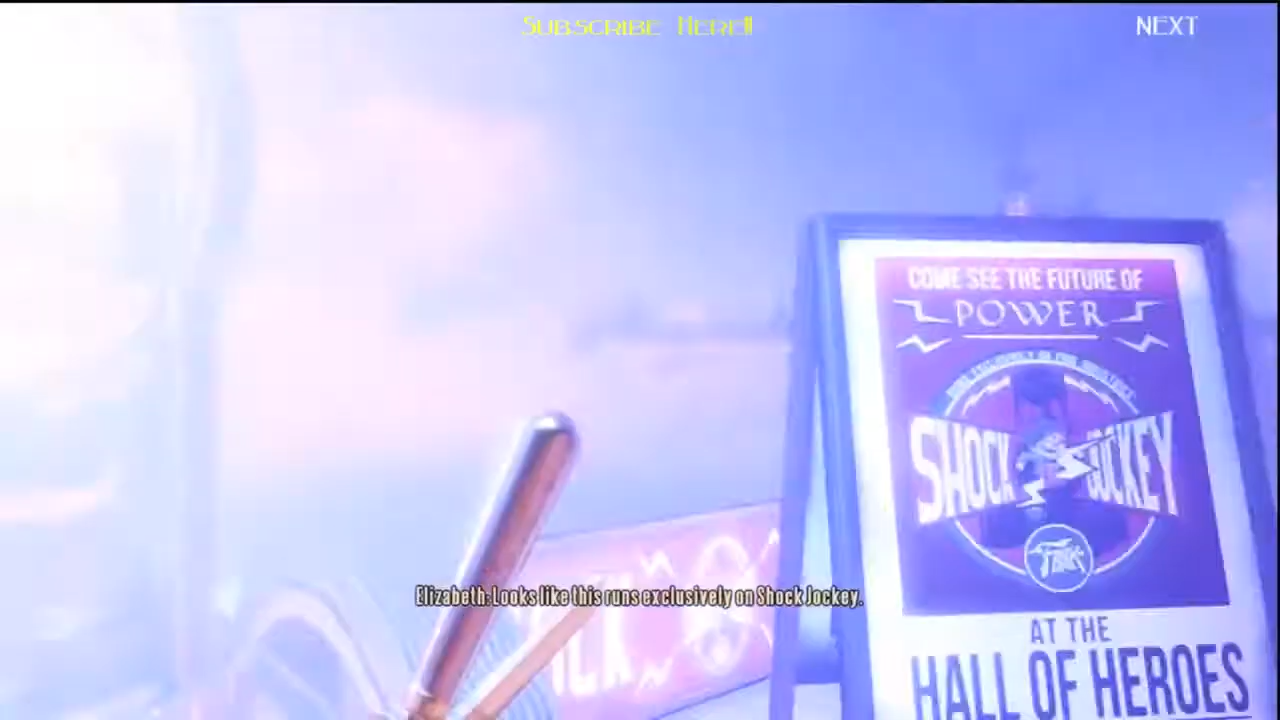 Subscribe Here!!
NEXT
COME SEE THE FUTURE OF
POWER
SHOCK JOCKEY
FINK
AT THE
HALL OF HEROES
Elizabeth: Looks like this runs exclusively on Shock Jockey.